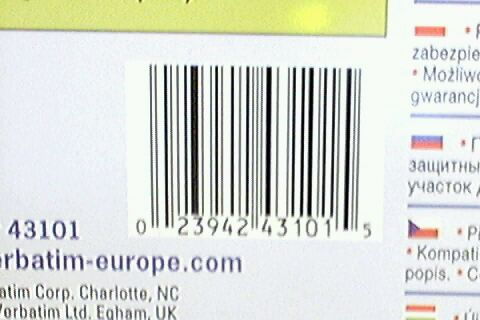 0 23942 43101 5
43101
erbatim-europe.com
atim Corp. Charlotte, NC
Verbatim Ltd. Egham, UK
zabezpie
• Możliwo
gwarancj
• П
защитны
участок
• Kompati
popis. • C